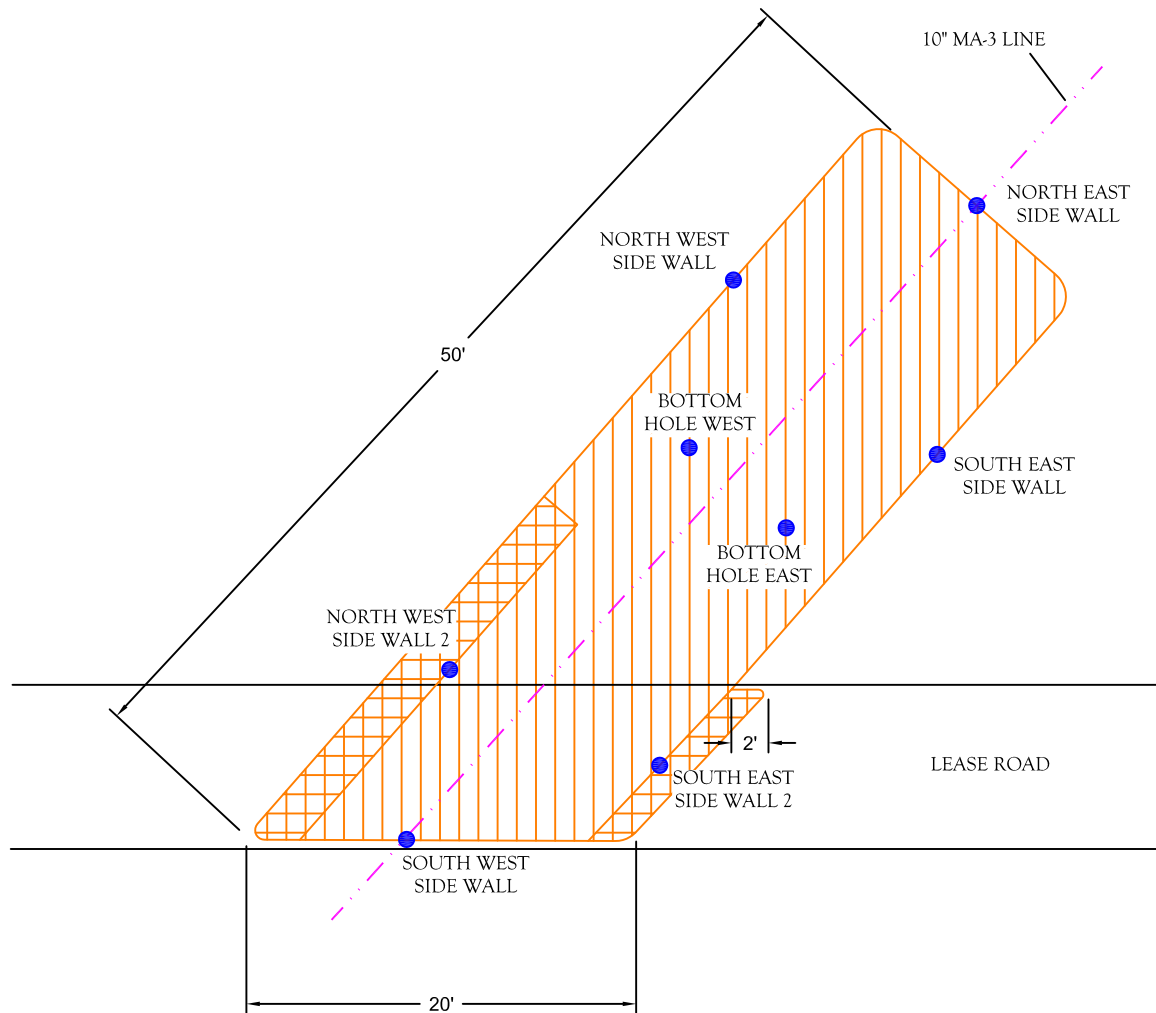 10" MA-3 LINE
NORTH EAST
SIDE WALL
NORTH WEST
SIDE WALL
50'
BOTTOM
HOLE WEST
SOUTH EAST
SIDE WALL
BOTTOM
HOLE EAST
NORTH WEST
SIDE WALL 2
2'
LEASE ROAD
SOUTH EAST
SIDE WALL 2
SOUTH WEST
SIDE WALL
20'